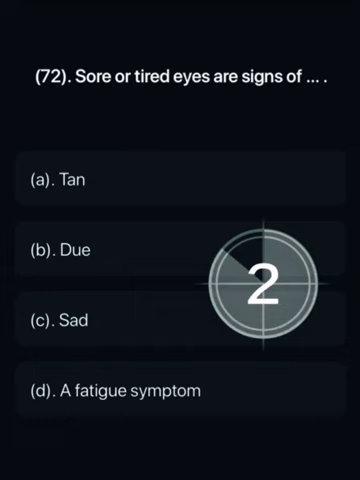 (72). Sore or tired eyes are signs of ... .
(a). Tan
(b). Due
2
(c). Sad
(d). A fatigue symptom